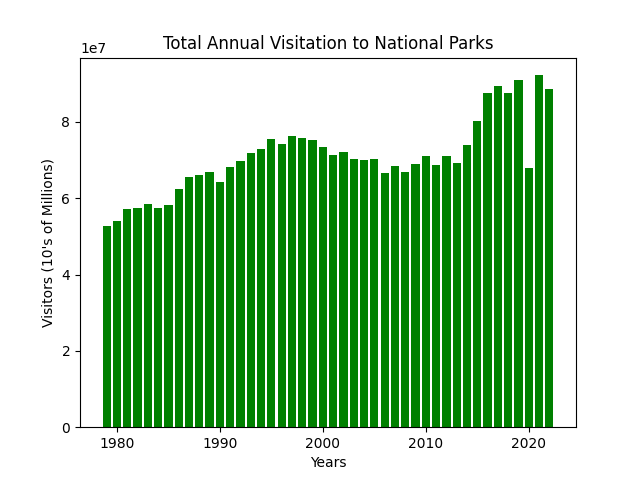 Total Annual Visitation to National Parks
1e7
8
6
4
2
0
Visitors (10's of Millions)
1980 1990 2000 2010 2020
Years